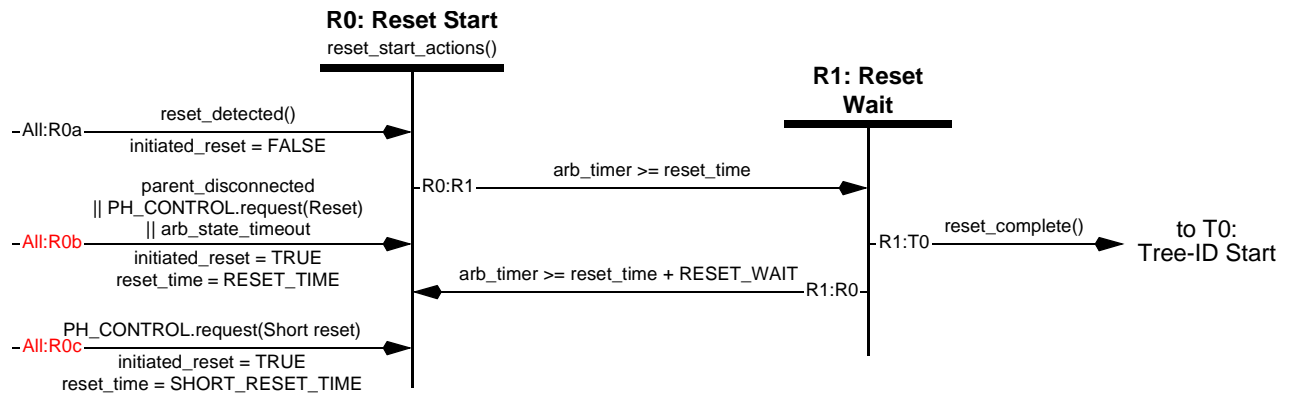 R0: Reset Start
reset_start_actions()
R1: Reset
Wait
All:R0a
reset_detected()
initiated_reset = FALSE
parent_disconnected
|| PH_CONTROL.request(Reset)
|| arb_state_timeout
All:R0b
initiated_reset = TRUE
reset_time = RESET_TIME
PH_CONTROL.request(Short reset)
All:R0c
initiated_reset = TRUE
reset_time = SHORT_RESET_TIME
R0:R1
arb_timer >= reset_time
arb_timer >= reset_time + RESET_WAIT
R1:R0
R1:T0
reset_complete()
to T0:
Tree-ID Start